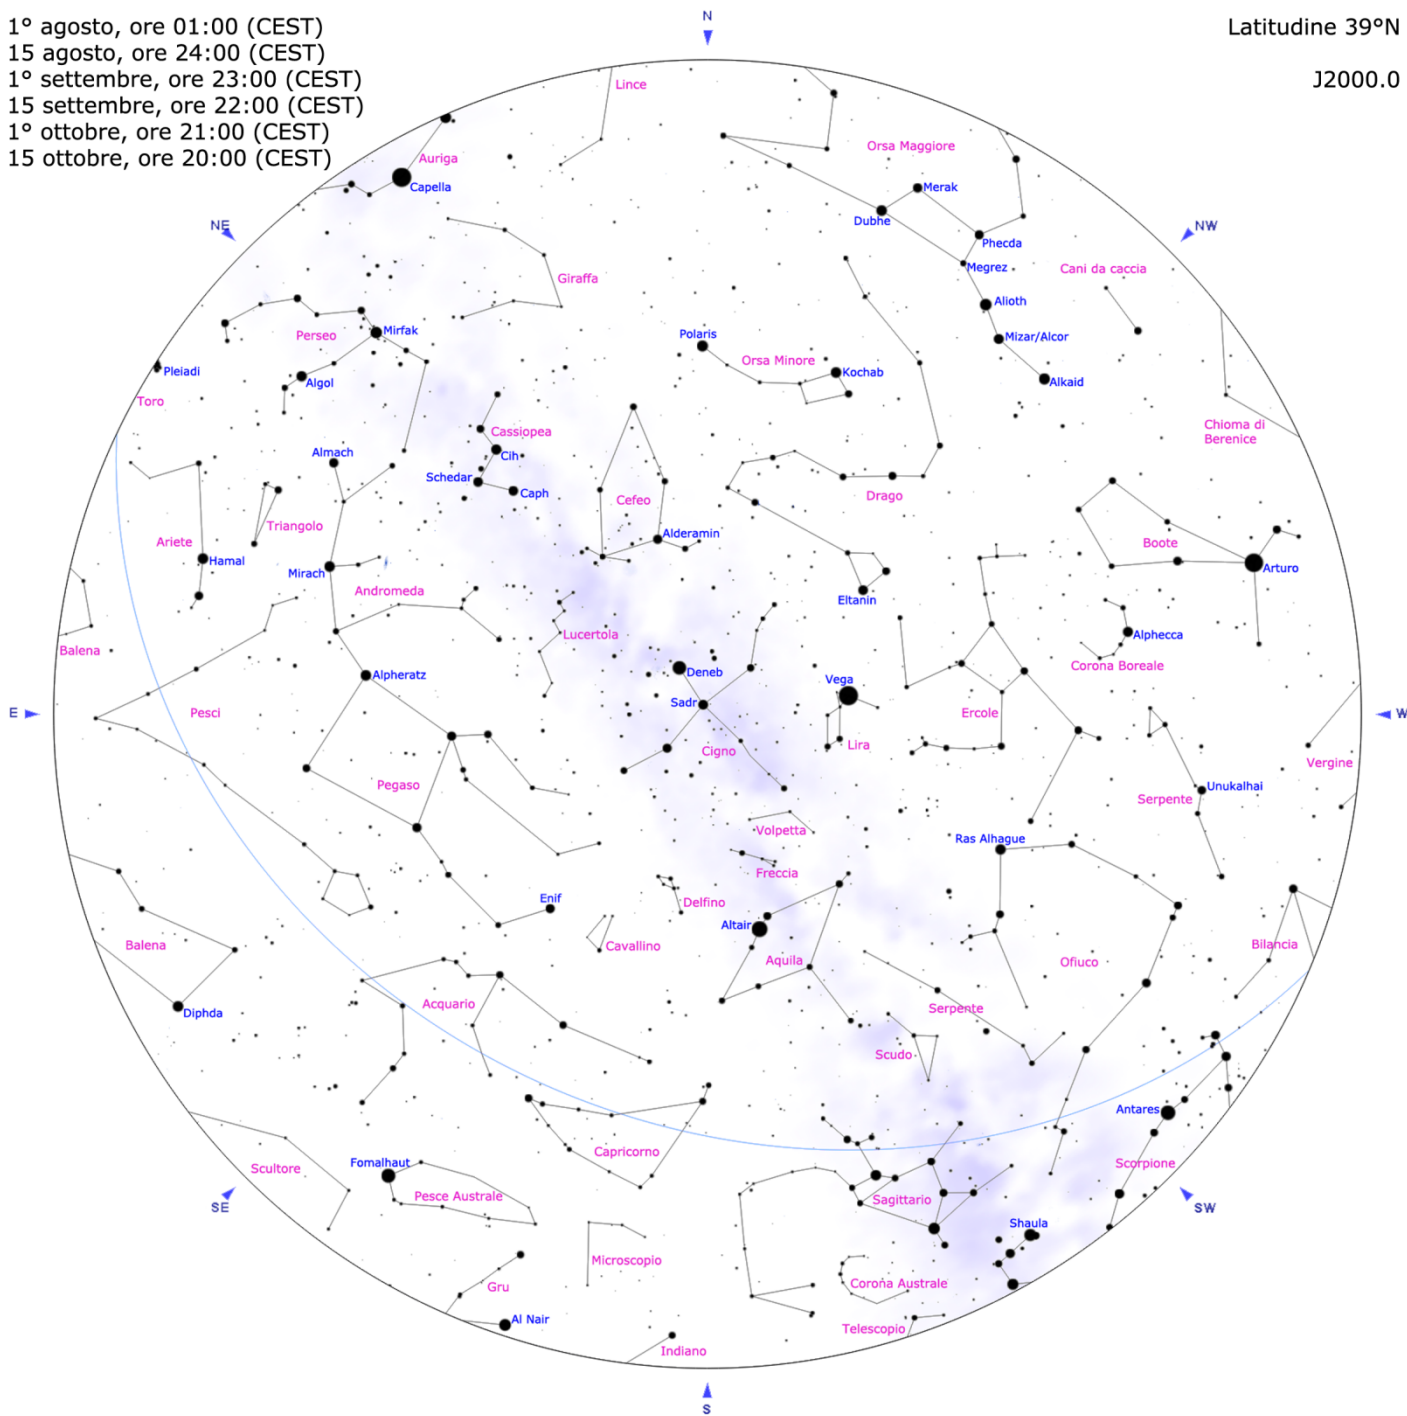 1° agosto, ore 01:00 (CEST)
15 agosto, ore 24:00 (CEST)
1° settembre, ore 23:00 (CEST)
15 settembre, ore 22:00 (CEST)
1° ottobre, ore 21:00 (CEST)
15 ottobre, ore 20:00 (CEST)
N
Latitudine 39°N
J2000.0
Lince
Orsa Maggiore
Auriga
Capella
Merak
Dubhe
NE
NW
Phecda
Megrez
Cani da caccia
Giraffa
Alioth
Perseo
Mirfak
Polaris
Mizar/Alcor
Orsa Minore
Kochab
Pleiadi
Algol
Alkaid
Toro
Chioma di
Berenice
Cassiopea
Almach
Cih
Schedar
Caph
Cefeo
Drago
Triangolo
Ariete
Alderamin
Boote
Hamal
Mirach
Arturo
Andromeda
Eltanin
Lucertola
Alphecca
Balena
Corona Boreale
Alpheratz
Deneb
Vega
Sadr
E
Pesci
Ercole
W
Cigno
Lira
Vergine
Pegaso
Unukalhai
Serpente
Volpetta
Ras Alhague
Freccia
Enif
Delfino
Altair
Balena
Cavallino
Bilancia
Aquila
Ofiuco
Acquario
Diphda
Serpente
Scudo
Antares
Capricorno
Fomalhaut
Scorpione
Scultore
Pesce Australe
Sagittario
SE
SW
Shaula
Microscopio
Gru
Corona Australe
Al Nair
Telescopio
Indiano
S